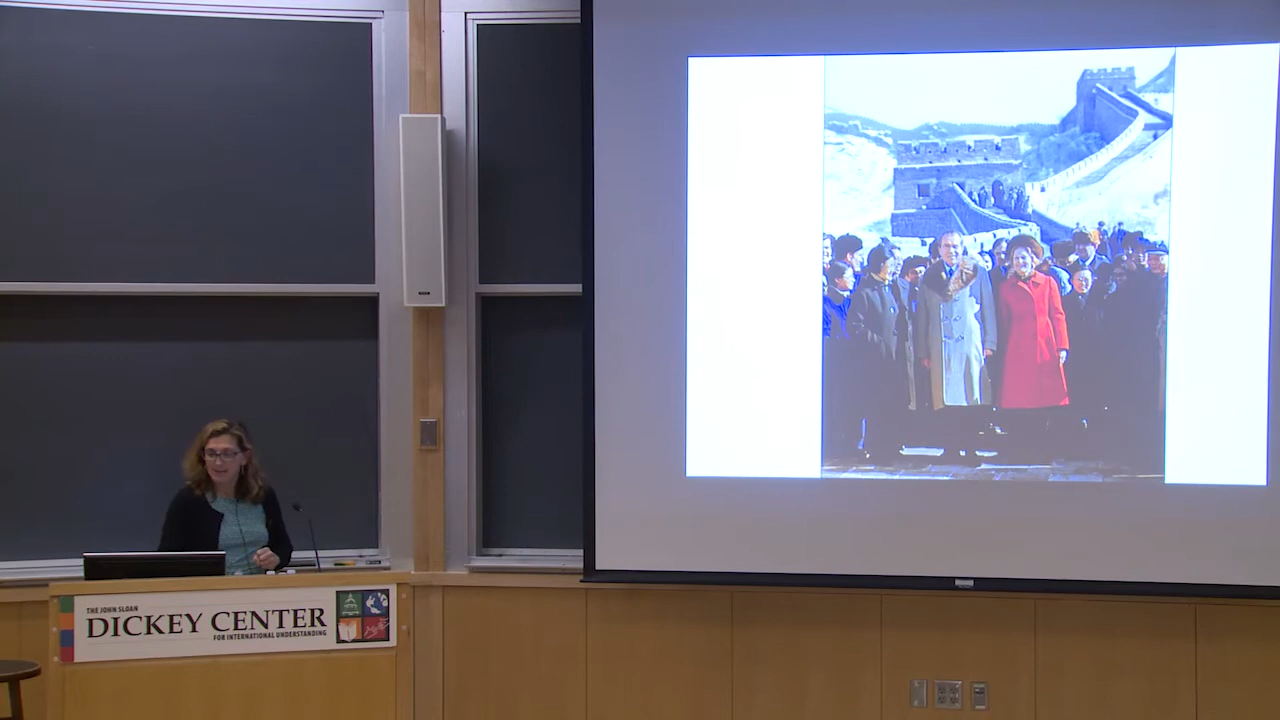 THE JOHN SLOAN
DICKEY CENTER
FOR INTERNATIONAL UNDERSTANDING